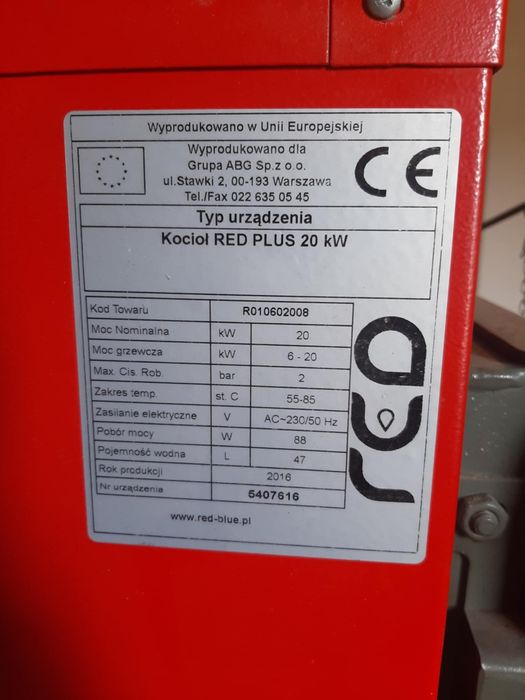 Wyprodukowano w Unii Europejskiej
Wyprodukowano dla
Grupa ABG Sp.z o.o.
ul.Stawki 2, 00-193 Warszawa
Tel./Fax 022 635 05 45
CE
Typ urządzenia
Kocioł RED PLUS 20 kW
Kod Towaru R010602008
Moc Nominalna kW 20
Moc grzewcza kW 6 - 20
Max. Cis. Rob. bar 2
Zakres temp. st. C 55-85
Zasilanie elektryczne V AC~230/50 Hz
Pobór mocy W 88
Pojemność wodna L 47
Rok produkcji 2016
Nr urządzenia 5407616
red
www.red-blue.pl